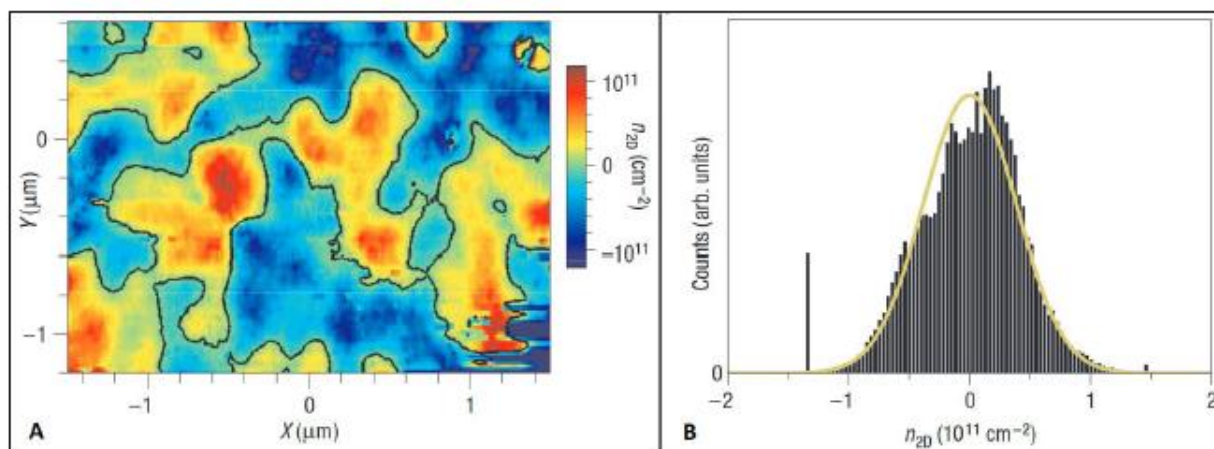 10¹¹
0
=10¹¹
n₂D (cm⁻²)
0
−1
Y (μm)
−1
0
1
X (μm)
A
Counts (arb. units)
0
−2
−1
0
1
2
n₂D (10¹¹ cm⁻²)
B